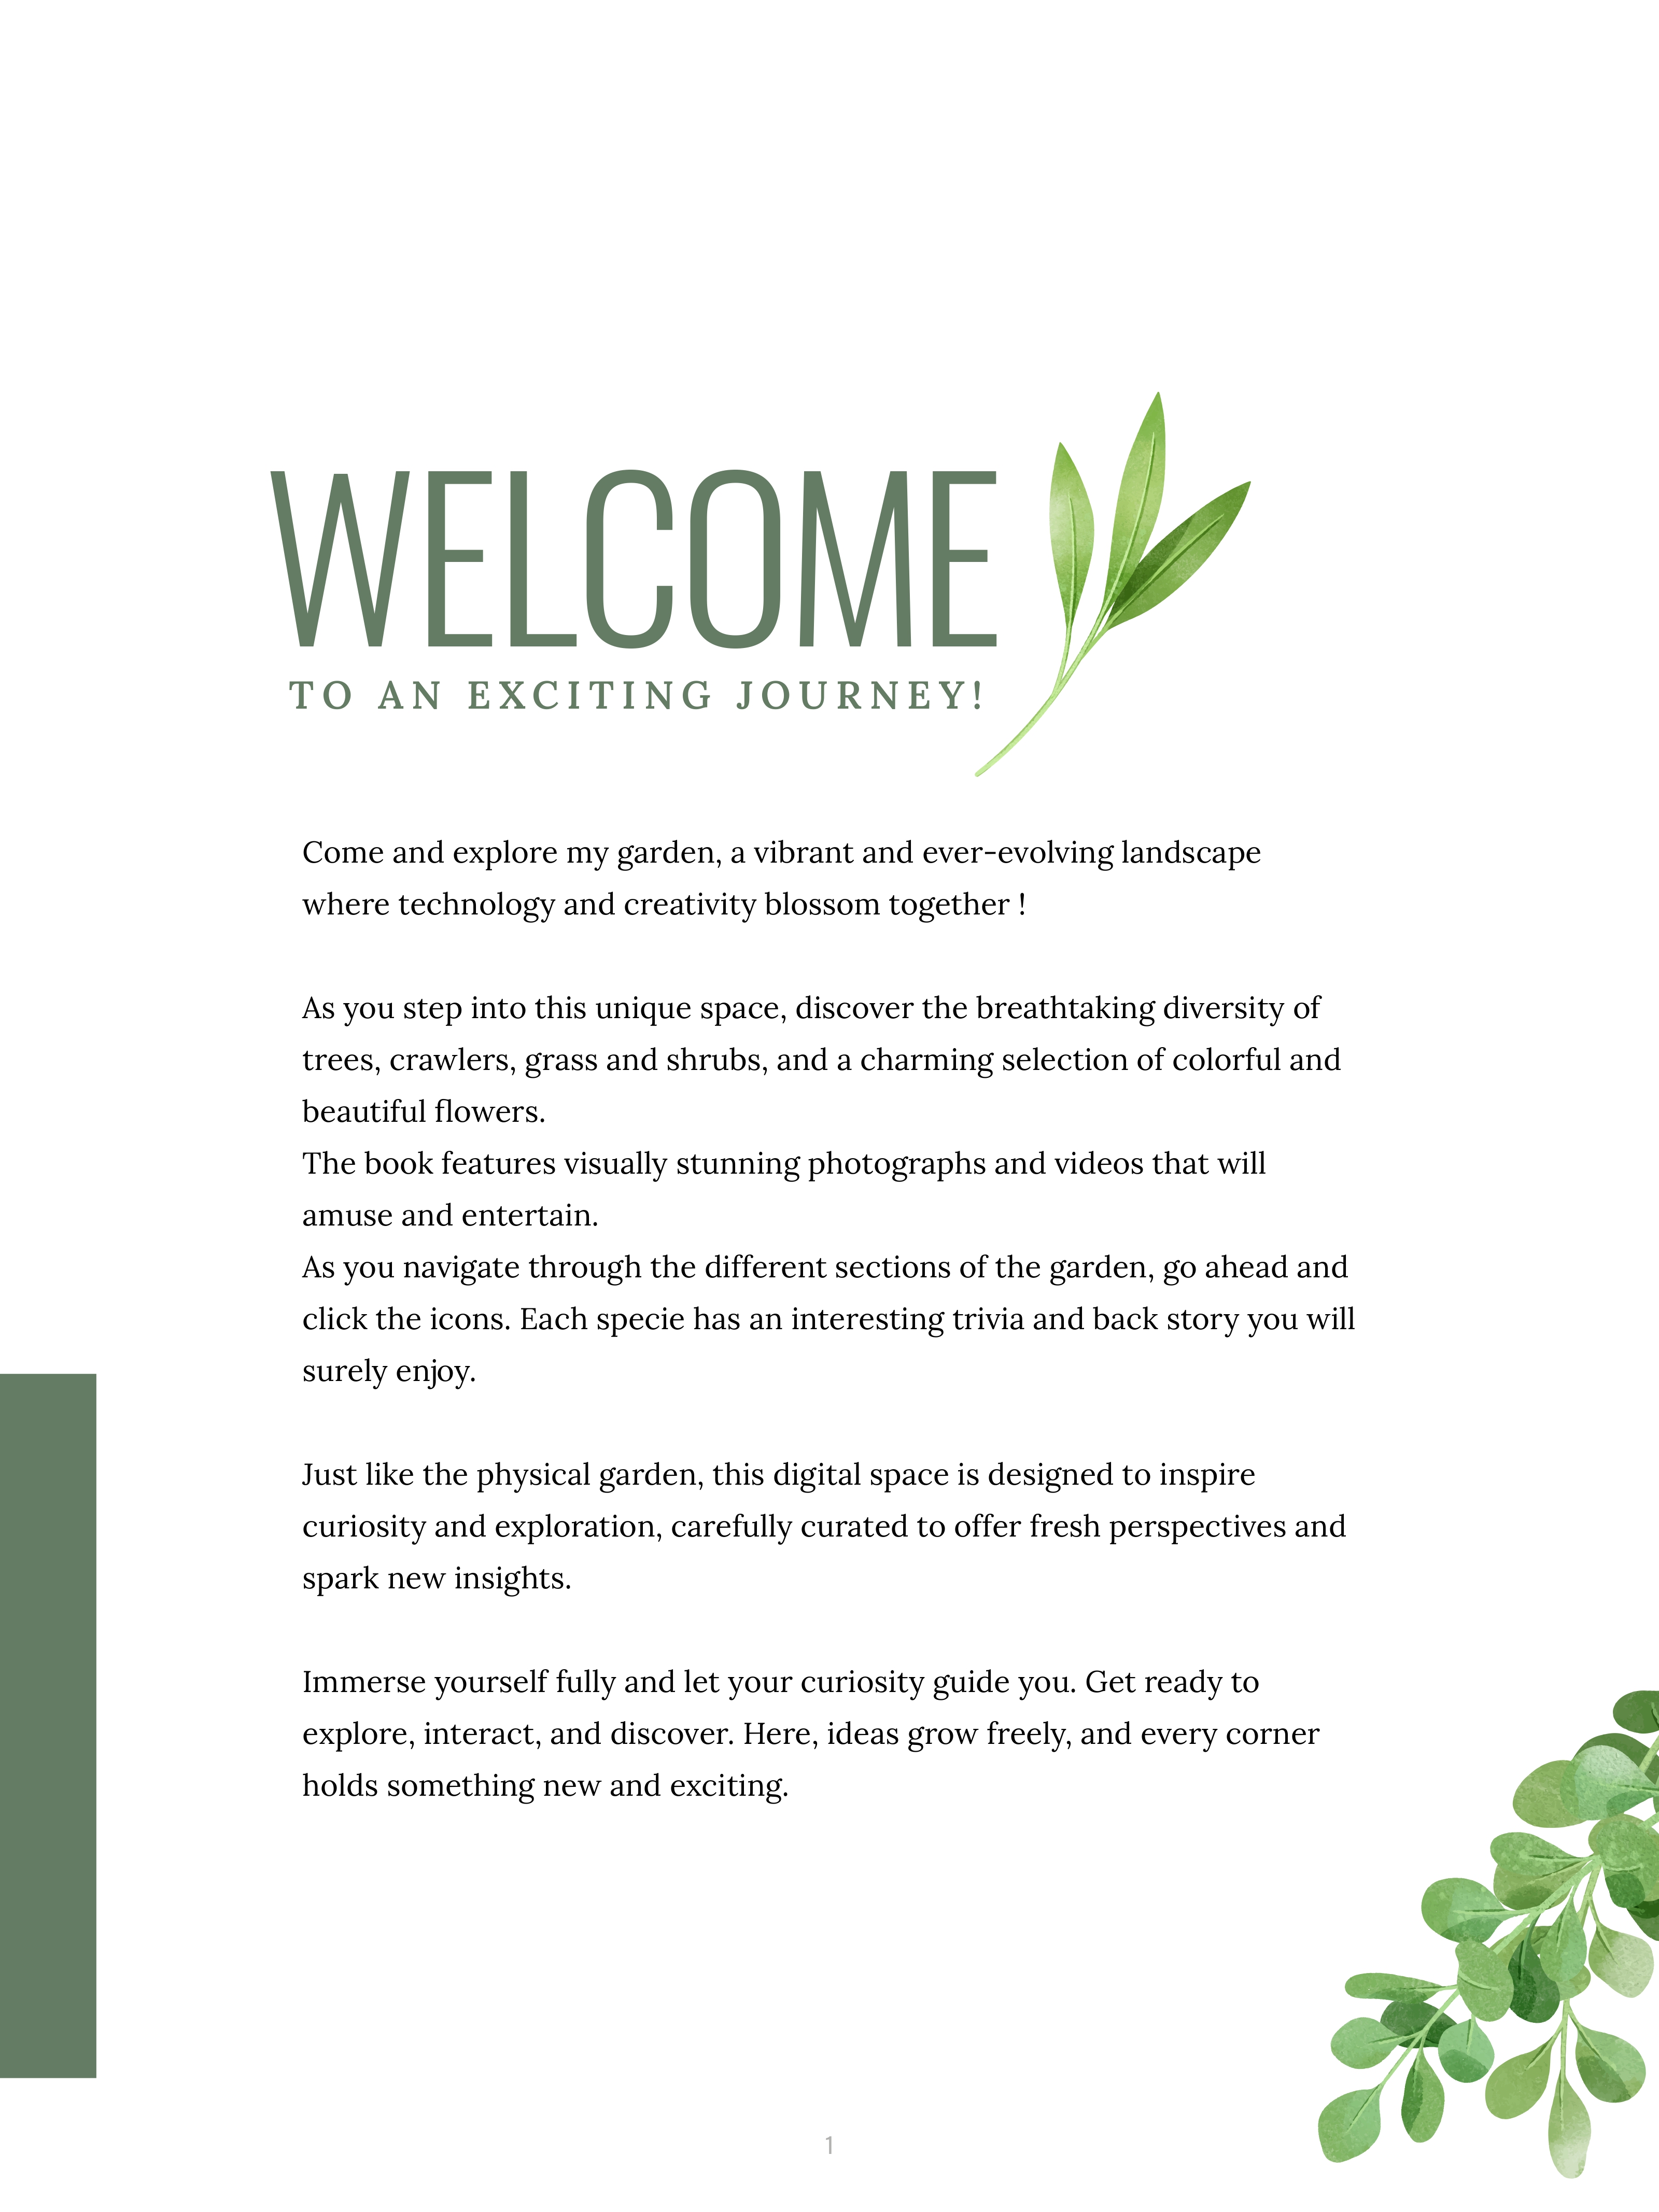 WELCOME
TO AN EXCITING JOURNEY!
Come and explore my garden, a vibrant and ever-evolving landscape
where technology and creativity blossom together !
As you step into this unique space, discover the breathtaking diversity of
trees, crawlers, grass and shrubs, and a charming selection of colorful and
beautiful flowers.
The book features visually stunning photographs and videos that will
amuse and entertain.
As you navigate through the different sections of the garden, go ahead and
click the icons. Each specie has an interesting trivia and back story you will
surely enjoy.
Just like the physical garden, this digital space is designed to inspire
curiosity and exploration, carefully curated to offer fresh perspectives and
spark new insights.
Immerse yourself fully and let your curiosity guide you. Get ready to
explore, interact, and discover. Here, ideas grow freely, and every corner
holds something new and exciting.
1